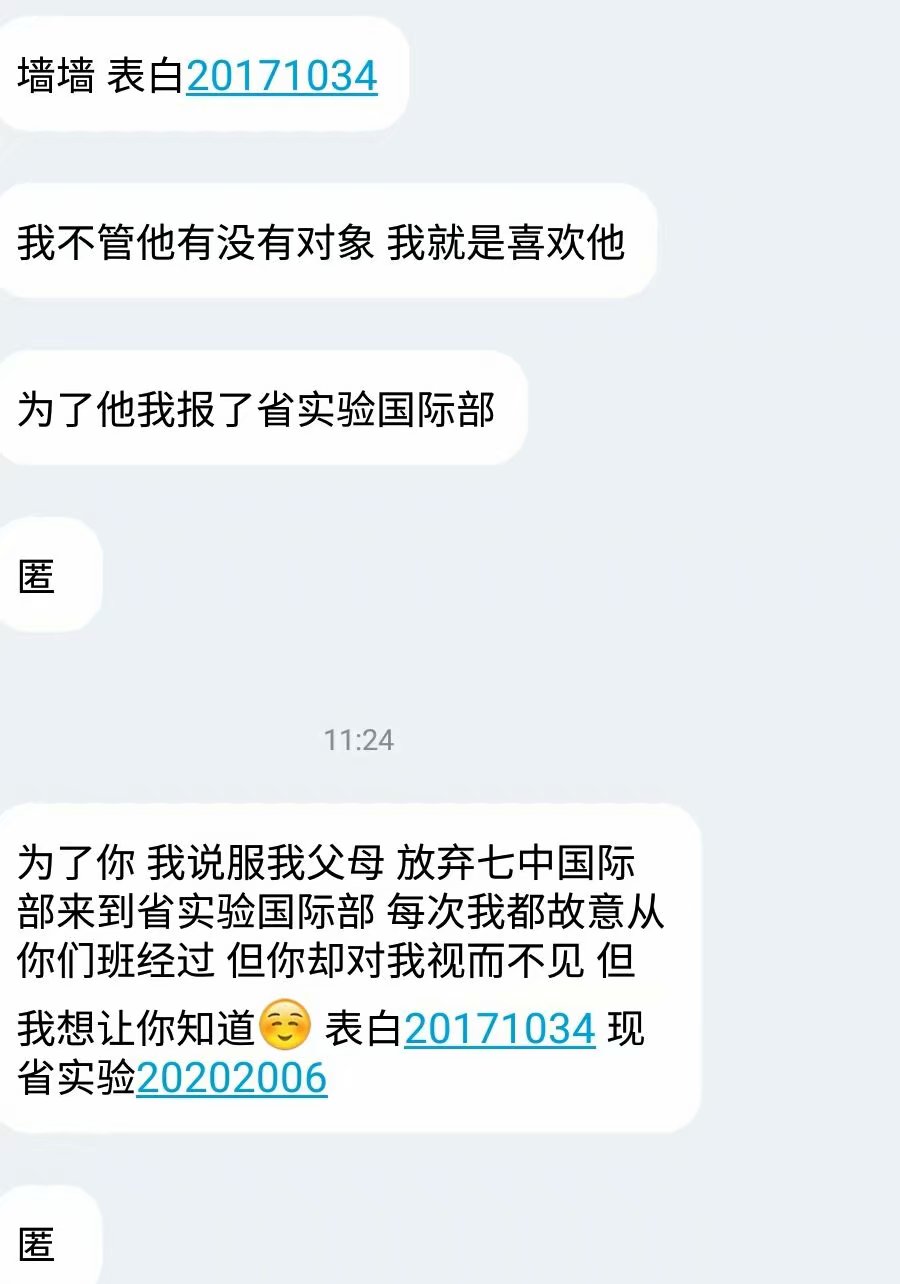 墙墙 表白20171034
我不管他有没有对象 我就是喜欢他
为了他我报了省实验国际部
匿
11:24
为了你 我说服我父母 放弃七中国际
部来到省实验国际部 每次我都故意从
你们班经过 但你却对我视而不见 但
我想让你知道☺️ 表白20171034 现
省实验20202006
匿